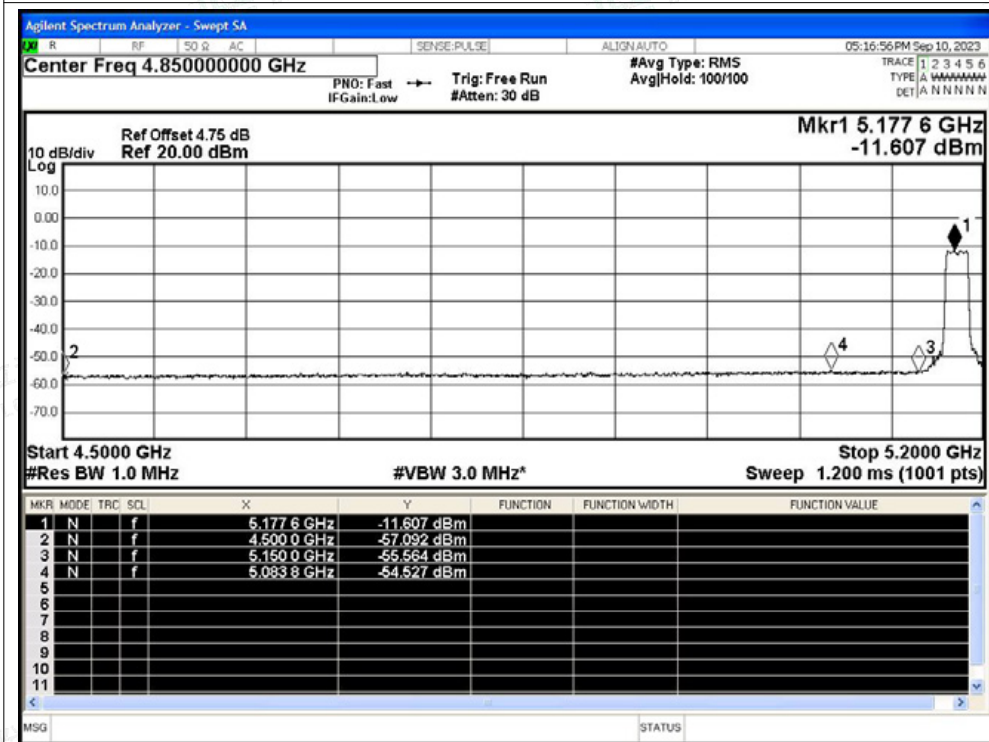 Agilent Spectrum Analyzer - Swept SA
R RF 50 Ω AC SENSE:PULSE ALIGN AUTO 05:16:56 PM Sep 10, 2023
Center Freq 4.850000000 GHz
PNO: Fast
IFGain:Low
Trig: Free Run
#Atten: 30 dB
#Avg Type: RMS
Avg|Hold: 100/100
TRACE 1 2 3 4 5 6
TYPE A
DET A N N N N N
Ref Offset 4.75 dB
Ref 20.00 dBm
10 dB/div
Log
Mkr1 5.177 6 GHz
-11.607 dBm
10.0
0.00
-10.0
-20.0
-30.0
-40.0
-50.0
-60.0
-70.0
1
2
4
3
Start 4.5000 GHz
Stop 5.2000 GHz
#Res BW 1.0 MHz
#VBW 3.0 MHz*
Sweep 1.200 ms (1001 pts)
MKR MODE TRC SCL X Y FUNCTION FUNCTION WIDTH FUNCTION VALUE
1 N f 5.177 6 GHz -11.607 dBm
2 N f 4.500 0 GHz -57.092 dBm
3 N f 5.150 0 GHz -55.564 dBm
4 N f 5.083 8 GHz -54.527 dBm
5
6
7
8
9
10
11
MSG STATUS